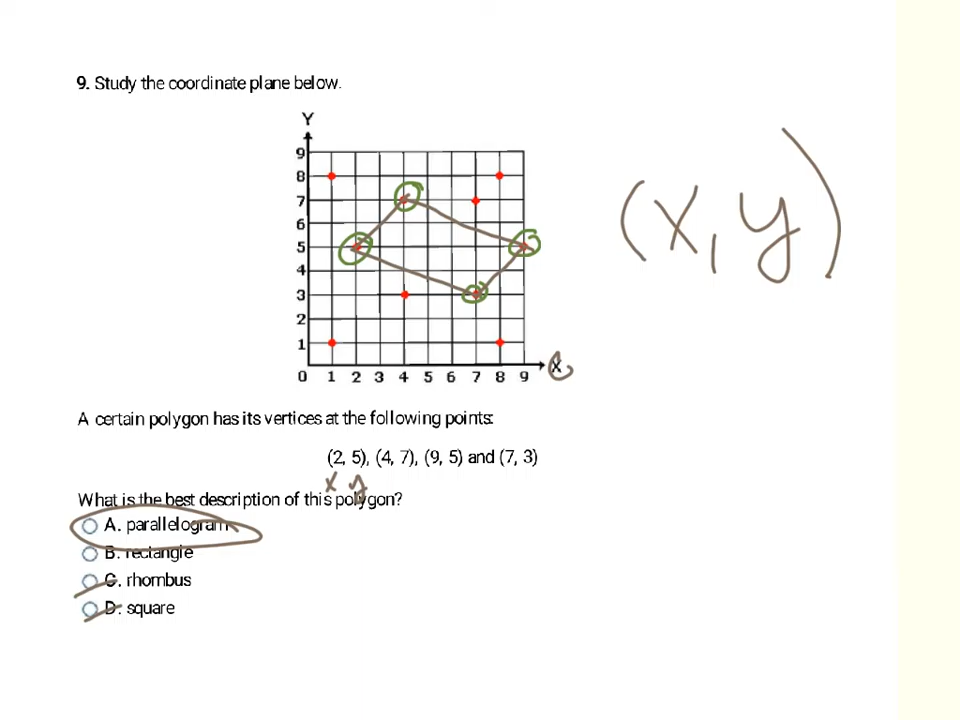 9. Study the coordinate plane below.
Y
9
8
7
6
5
4
3
2
1
0 1 2 3 4 5 6 7 8 9
X
(x, y)
A certain polygon has its vertices at the following points:
(2, 5), (4, 7), (9, 5) and (7, 3)
x y
What is the best description of this polygon?
A. parallelogram
B. rectangle
C. rhombus
D. square